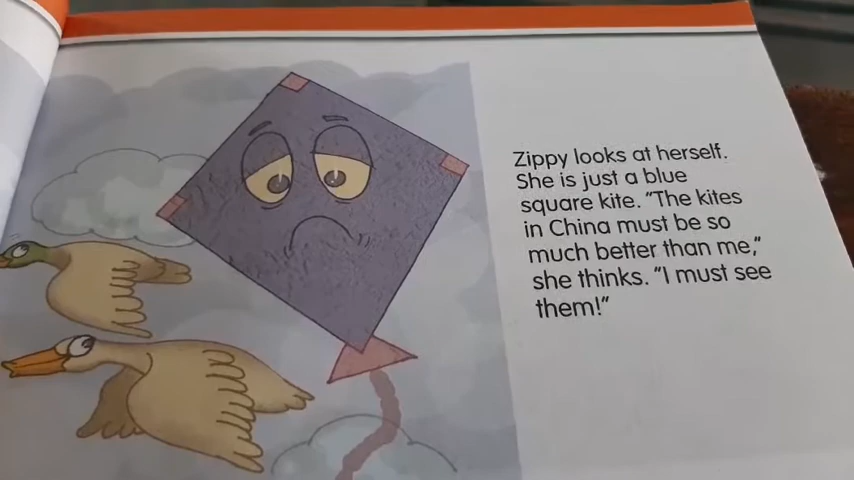 Zippy looks at herself.
She is just a blue
square kite. “The kites
in China must be so
much better than me,”
she thinks. “I must see
them!”